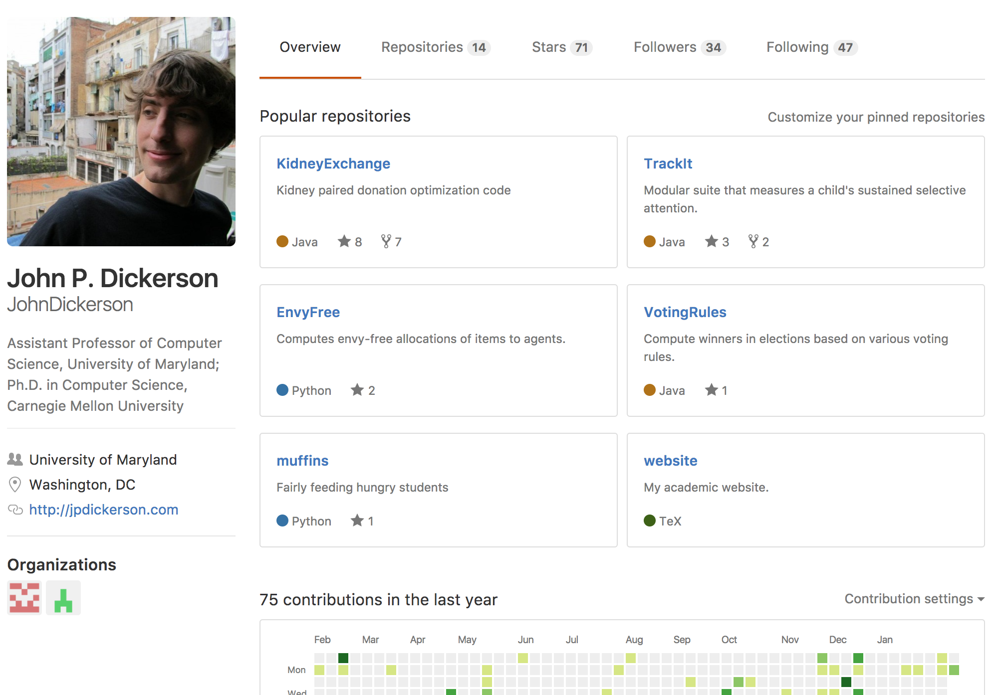 Overview
Repositories 14
Stars 71
Followers 34
Following 47
Popular repositories
Customize your pinned repositories
KidneyExchange
Kidney paired donation optimization code
Java 8 7
TrackIt
Modular suite that measures a child's sustained selective
attention.
Java 3 2
EnvyFree
Computes envy-free allocations of items to agents.
Python 2
VotingRules
Compute winners in elections based on various voting
rules.
Java 1
muffins
Fairly feeding hungry students
Python 1
website
My academic website.
TeX
John P. Dickerson
JohnDickerson
Assistant Professor of Computer
Science, University of Maryland;
Ph.D. in Computer Science,
Carnegie Mellon University
University of Maryland
Washington, DC
http://jpdickerson.com
Organizations
75 contributions in the last year
Contribution settings
Feb Mar Apr May Jun Jul Aug Sep Oct Nov Dec Jan
Mon
Wed